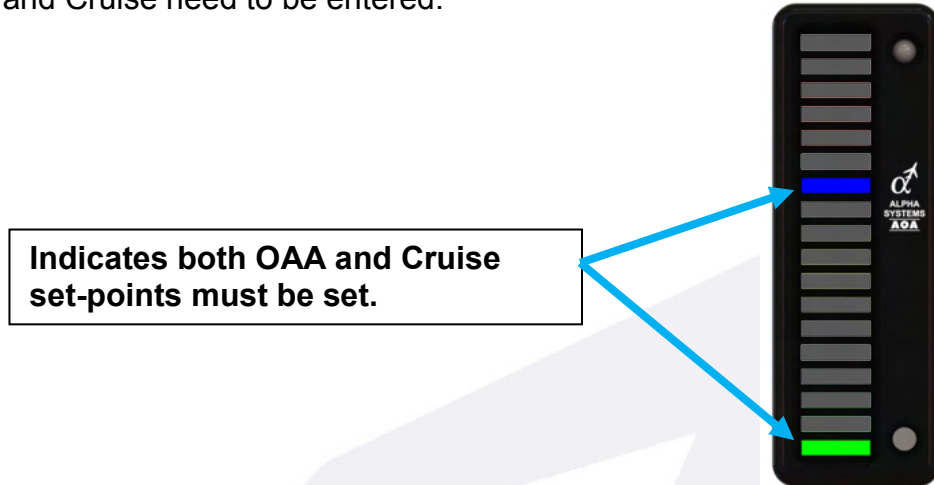 and Cruise need to be entered.
Indicates both OAA and Cruise
set-points must be set.
ALPHA
SYSTEMS
AOA